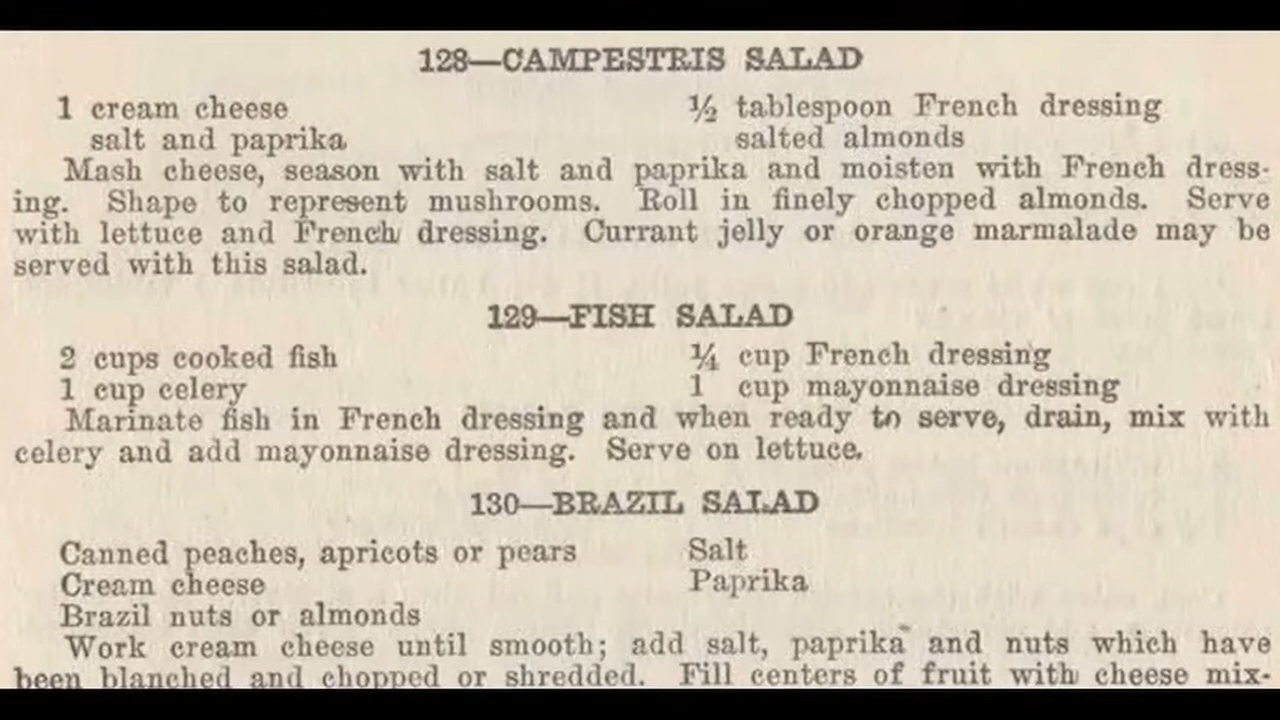 128—CAMPESTRIS SALAD
1 cream cheese ½ tablespoon French dressing
salt and paprika salted almonds
Mash cheese, season with salt and paprika and moisten with French dress-
ing. Shape to represent mushrooms. Roll in finely chopped almonds. Serve
with lettuce and French dressing. Currant jelly or orange marmalade may be
served with this salad.
129—FISH SALAD
2 cups cooked fish ¼ cup French dressing
1 cup celery 1 cup mayonnaise dressing
Marinate fish in French dressing and when ready to serve, drain, mix with
celery and add mayonnaise dressing. Serve on lettuce.
130—BRAZIL SALAD
Canned peaches, apricots or pears Salt
Cream cheese Paprika
Brazil nuts or almonds
Work cream cheese until smooth; add salt, paprika and nuts which have
been blanched and chopped or shredded. Fill centers of fruit with cheese mix-